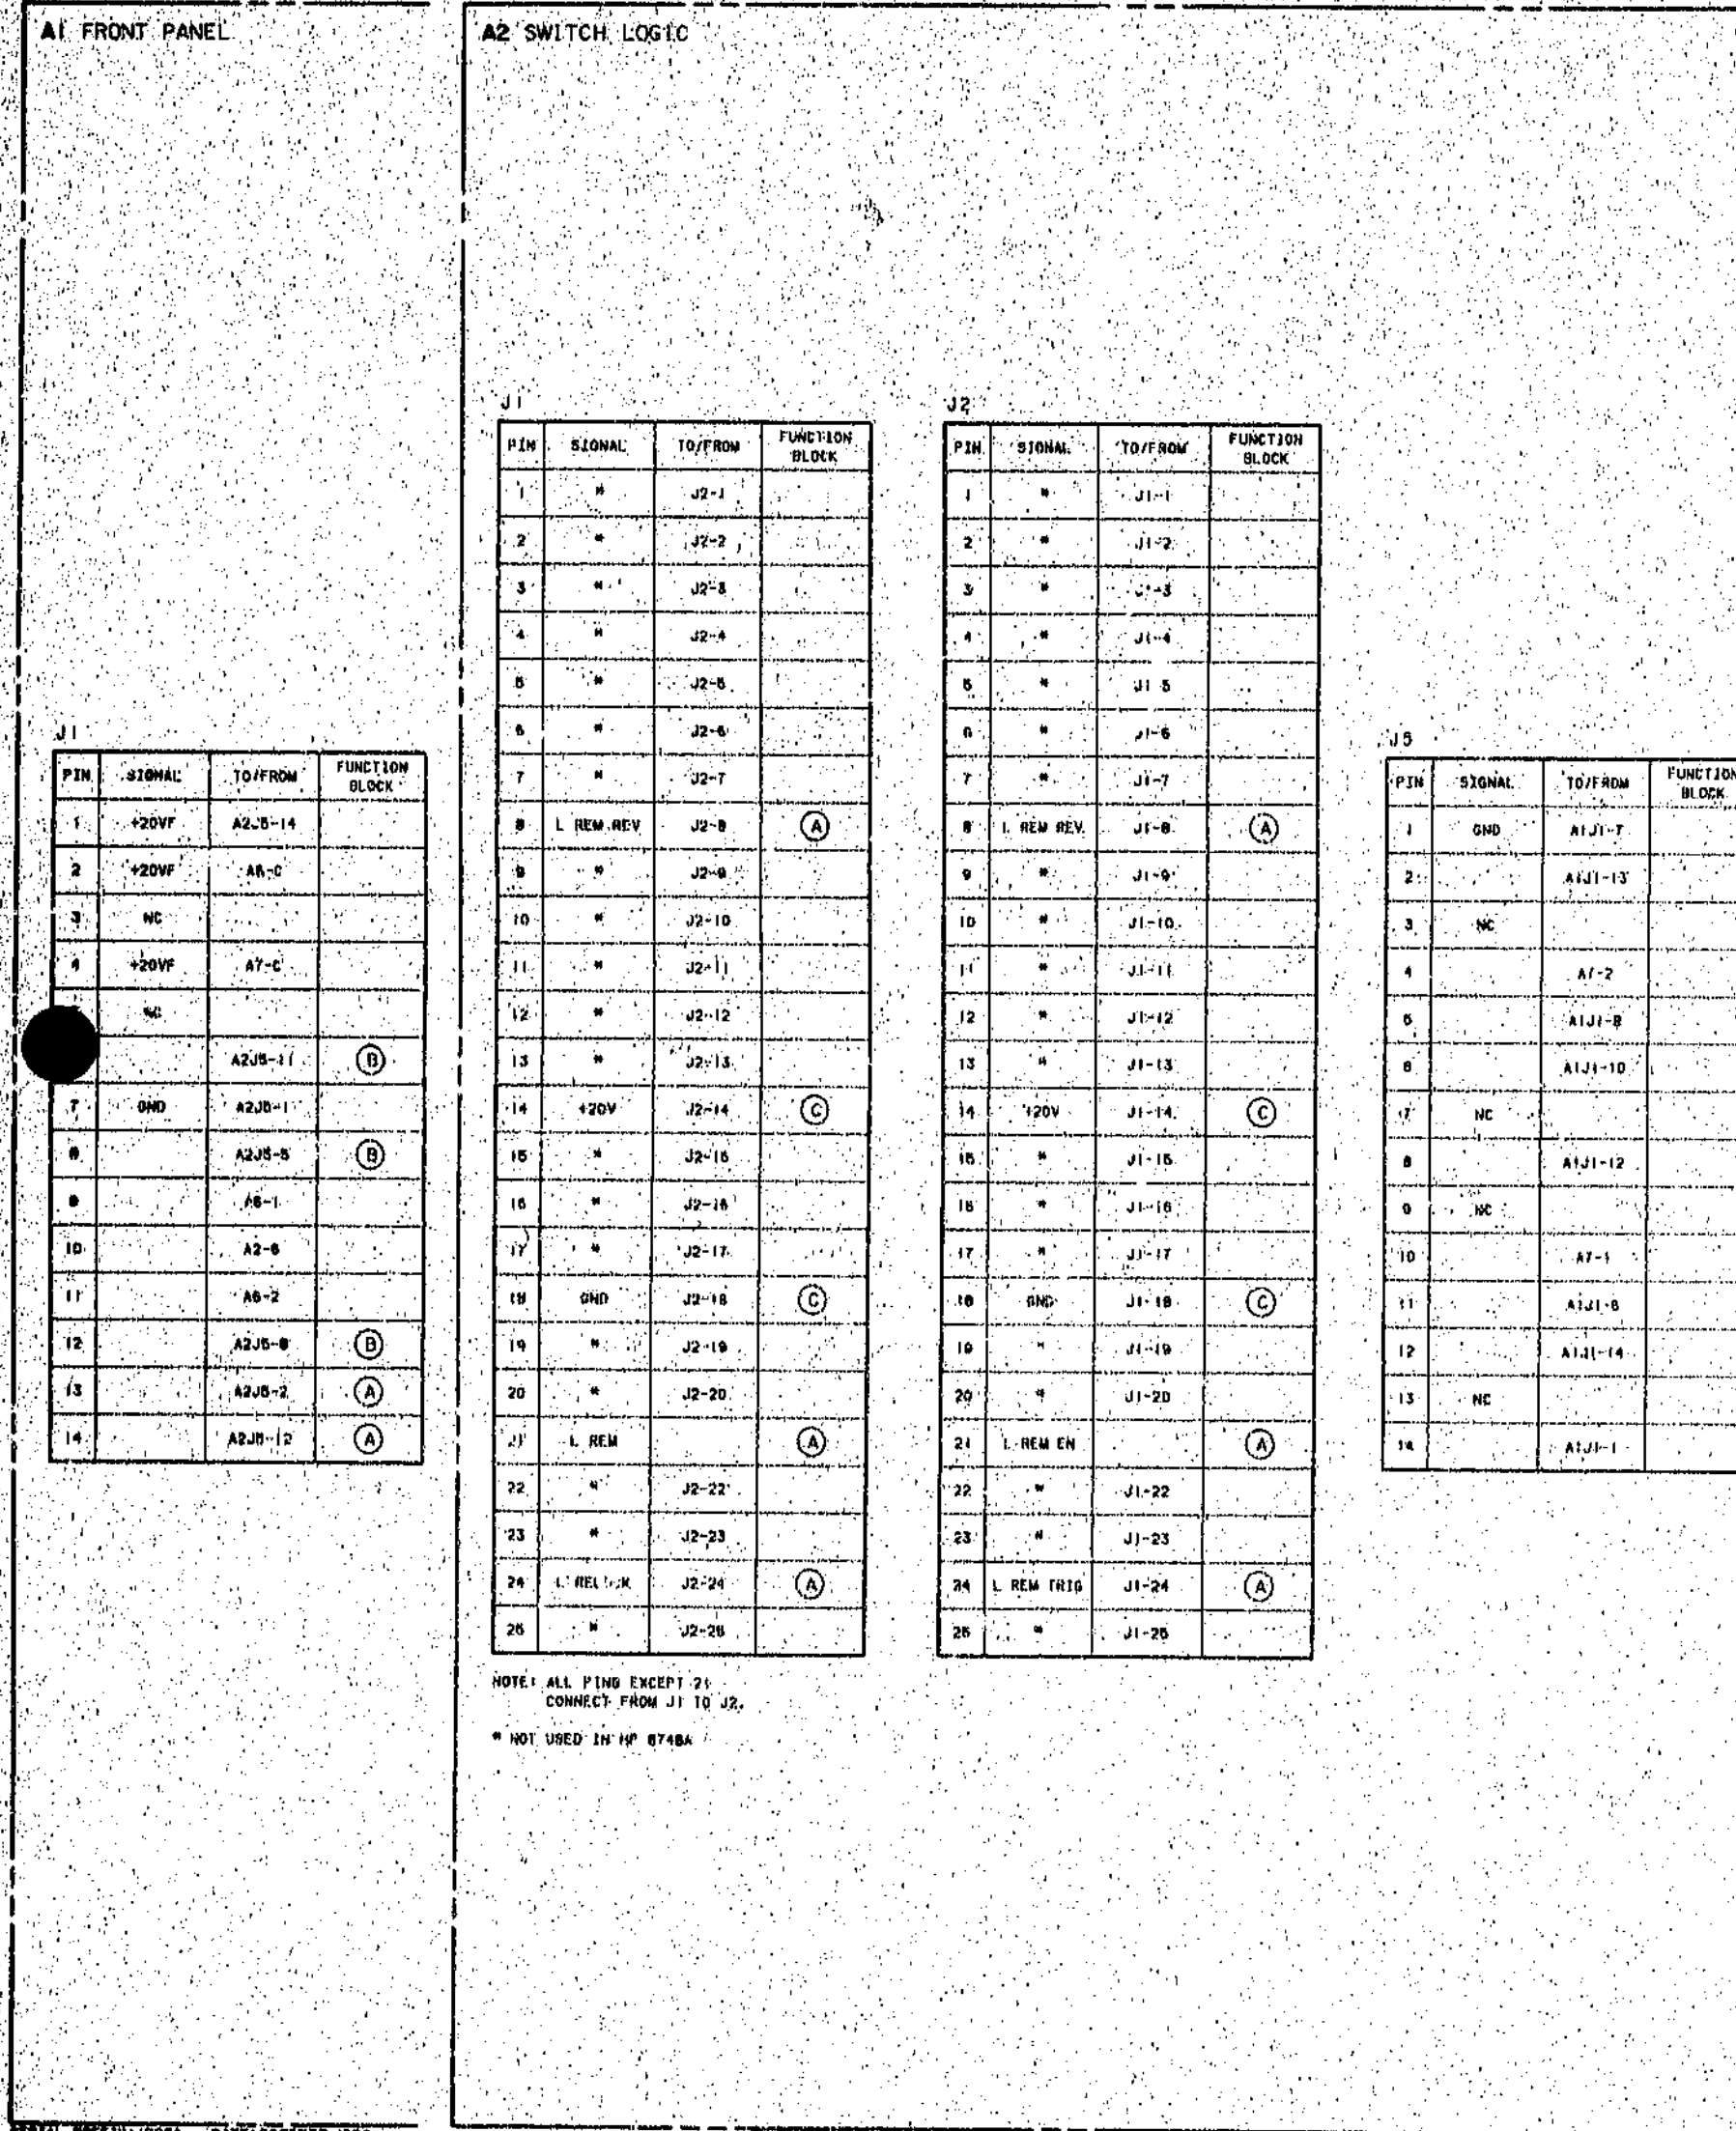 A1 FRONT PANEL
J1
PIN SIGNAL TO/FROM FUNCTION BLOCK
1 +20VF A2J5-14
2 +20VF A6-C
3 NC
4 +20VF A7-C
NC
A2J5-11 B
7 GND A2J5-1
8 A2J5-5 B
9 A6-1
10 A2-6
11 A6-2
12 A2J5-8 B
13 A2J5-2 A
14 A2J5-12 A
A2 SWITCH LOGIC
J1
PIN SIGNAL TO/FROM FUNCTION BLOCK
1 * J2-1
2 * J2-2
3 * J2-3
4 * J2-4
5 * J2-5
6 * J2-6
7 * J2-7
8 L REM REV J2-8 A
9 * J2-9
10 * J2-10
11 * J2-11
12 * J2-12
13 * J2-13
14 +20V J2-14 C
15 * J2-15
16 * J2-16
17 * J2-17
18 GND J2-18 C
19 * J2-19
20 * J2-20
21 L REM A
22 * J2-22
23 * J2-23
24 J2-24 A
25 * J2-25
NOTE: ALL PINS EXCEPT 21
CONNECT FROM J1 TO J2.
* NOT USED IN HP 8748A
J2
PIN SIGNAL TO/FROM FUNCTION BLOCK
1 * J1-1
2 * J1-2
3 * J1-3
4 * J1-4
5 * J1-5
6 * J1-6
7 * J1-7
8 L REM REV J1-8 A
9 * J1-9
10 * J1-10
11 * J1-11
12 * J1-12
13 * J1-13
14 +20V J1-14 C
15 * J1-15
16 * J1-16
17 * J1-17
18 GND J1-18 C
19 * J1-19
20 * J1-20
21 L REM EN A
22 * J1-22
23 * J1-23
24 L REM TRIG J1-24 A
25 * J1-25
J5
PIN SIGNAL TO/FROM FUNCTION BLOCK
1 GND A1J1-7
2 A1J1-13
3 NC
4 A7-2
5 A1J1-8
6 A1J1-10
7 NC
8 A1J1-12
9 NC
10 A7-1
11 A1J1-6
12 A1J1-14
13 NC
14 A1J1-1